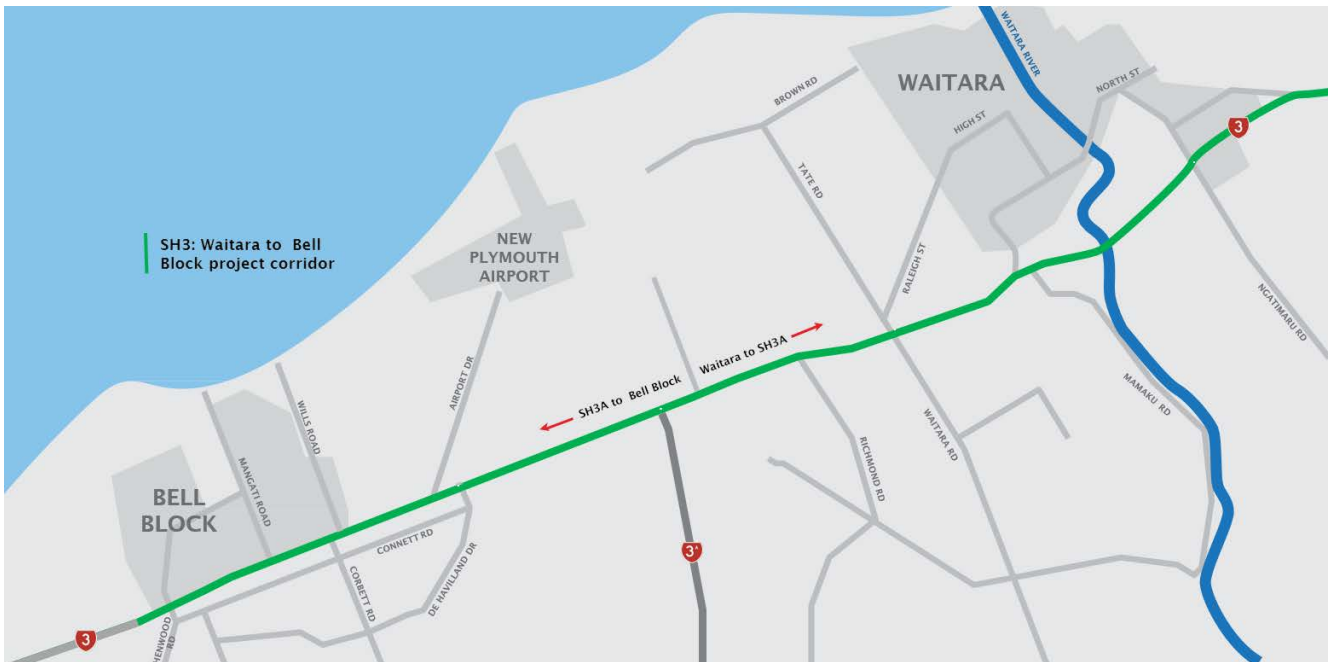 WAITARA RIVER
BROWN RD
WAITARA
NORTH ST
HIGH ST
3
TATE RD
SH3: Waitara to Bell
Block project corridor
NEW
PLYMOUTH
AIRPORT
RALEIGH ST
NGATIMARU RD
AIRPORT DR
SH3A to Bell Block
Waitara to SH3A
MAMAKU RD
WILLS ROAD
MANGATI ROAD
WAITARA RD
RICHMOND RD
BELL
BLOCK
CONNETT RD
3A
CORBETT RD
DE HAVILLAND DR
3
HENWOOD
RD